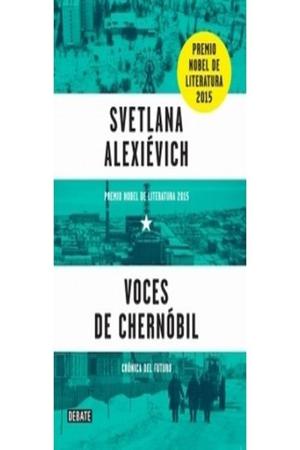 PREMIO
NOBEL DE
LITERATURA
2015
SVETLANA
ALEXIÉVICH
PREMIO NOBEL DE LITERATURA 2015
VOCES
DE CHERNÓBIL
CRÓNICA DEL FUTURO
DEBATE